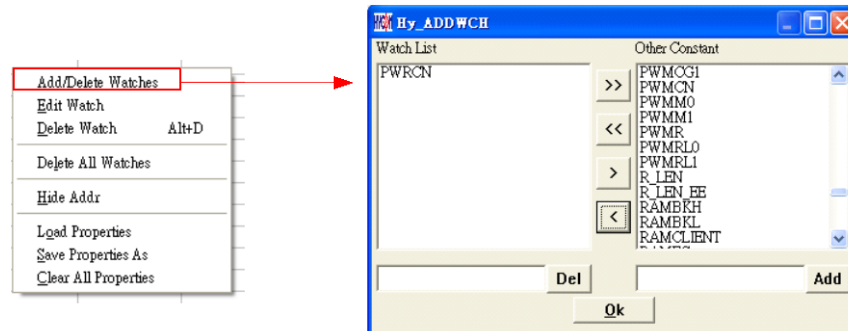 Add/Delete Watches
Edit Watch
Delete Watch Alt+D
Delete All Watches
Hide Addr
Load Properties
Save Properties As
Clear All Properties
Hy_ADDWCH
Watch List
Other Constant
PWRCN
>>
<<
>
<
PWMCG1
PWMCN
PWMM0
PWMM1
PWMR
PWMRL0
PWMRL1
R_LEN
R_LEN_EE
RAMBKH
RAMBKL
RAMCLIENT
Del
Add
Ok